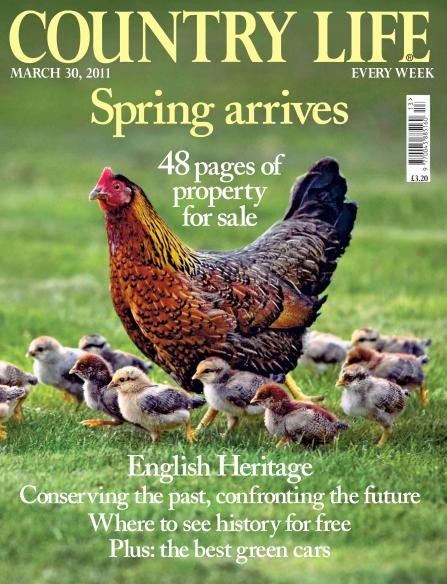 COUNTRY LIFE®
MARCH 30, 2011
EVERY WEEK
Spring arrives
48 pages of
property
for sale
£3.20
English Heritage
Conserving the past, confronting the future
Where to see history for free
Plus: the best green cars